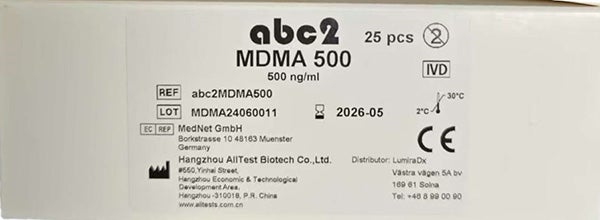 abc2
25 pcs
2
MDMA 500
500 ng/ml
IVD
REF abc2MDMA500
LOT MDMA24060011
2026-05
2°C
30°C
EC REP MedNet GmbH
Borkstrasse 10 48163 Muenster
Germany
CE
Hangzhou AllTest Biotech Co.,Ltd.
#550,Yinhai Street,
Hangzhou Economic & Technological
Development Area,
Hangzhou -310018, P.R. China
www.alltests.com.cn
Distributor: LumiraDx
Västra vägen 5A bv
169 61 Solna
Tel: +46 8 99 00 90